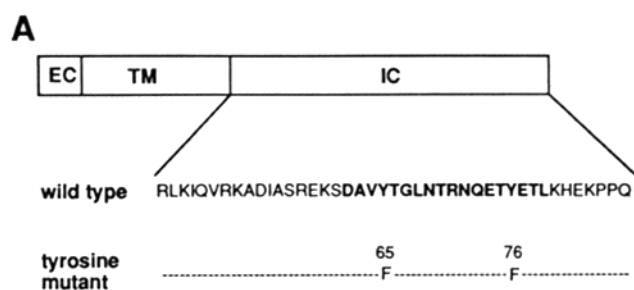 A
EC TM IC
wild type RLKIQVRKADIASREKSDAVYTGLNTRNQETYETLKHEKPPQ
65 76
tyrosine
mutant ------------------F-----------F----------